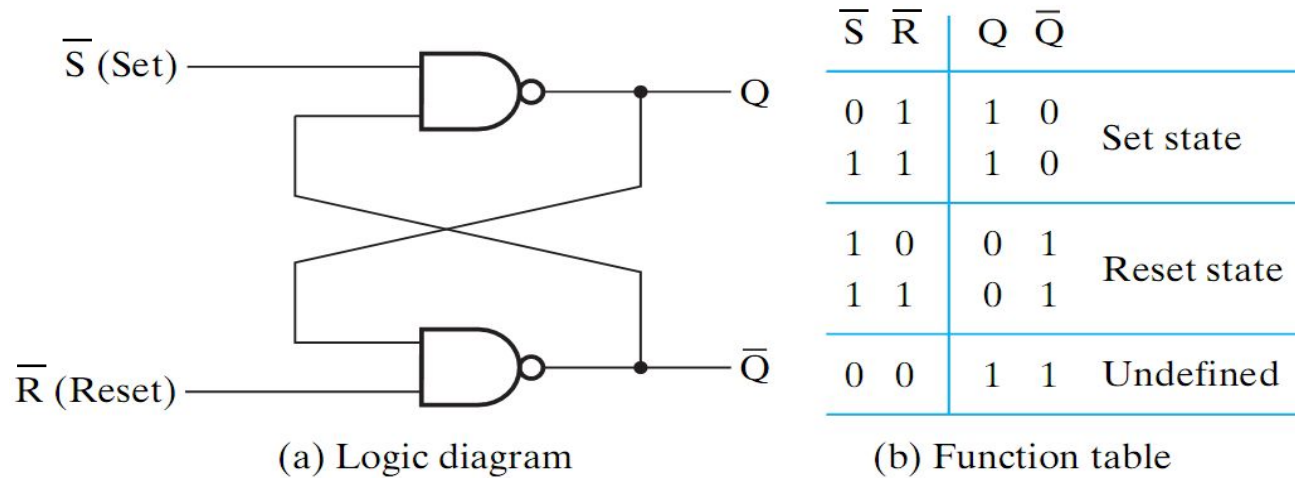 S̅ (Set)
Q
R̅ (Reset)
Q̅
(a) Logic diagram
S̅ R̅ Q Q̅
0 1 1 0
Set state
1 1 1 0
1 0 0 1
Reset state
1 1 0 1
0 0 1 1 Undefined
(b) Function table